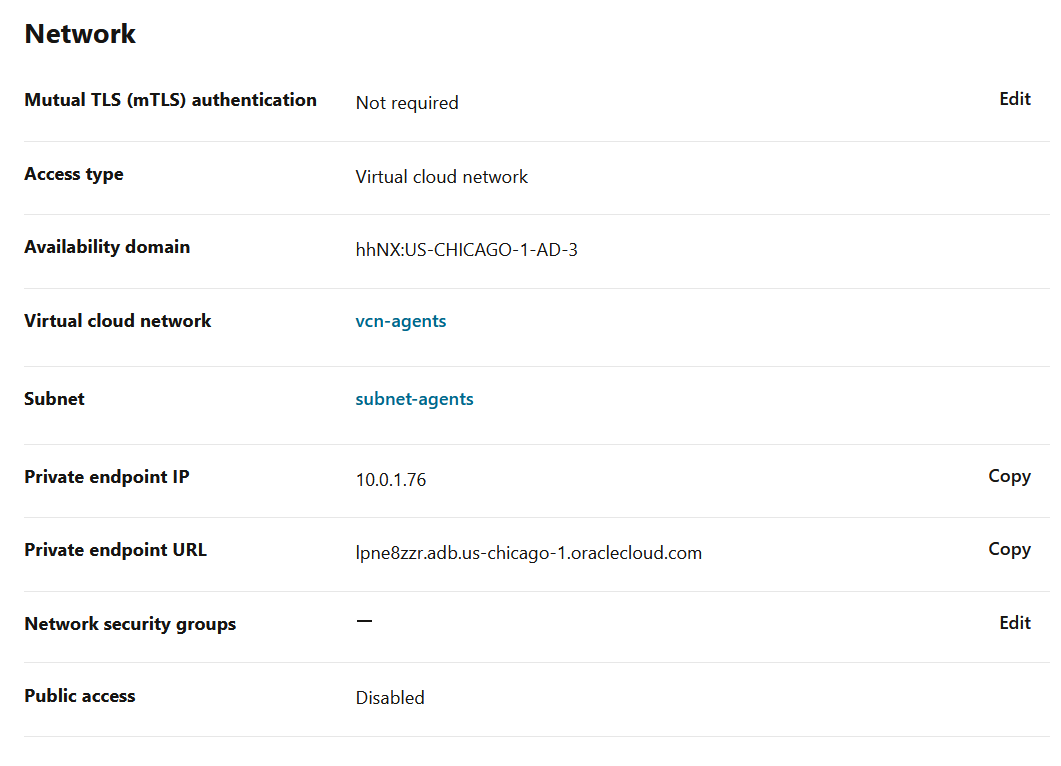 Network
Mutual TLS (mTLS) authentication Not required Edit
Access type Virtual cloud network
Availability domain hhNX:US-CHICAGO-1-AD-3
Virtual cloud network vcn-agents
Subnet subnet-agents
Private endpoint IP 10.0.1.76 Copy
Private endpoint URL lpne8zzr.adb.us-chicago-1.oraclecloud.com Copy
Network security groups — Edit
Public access Disabled